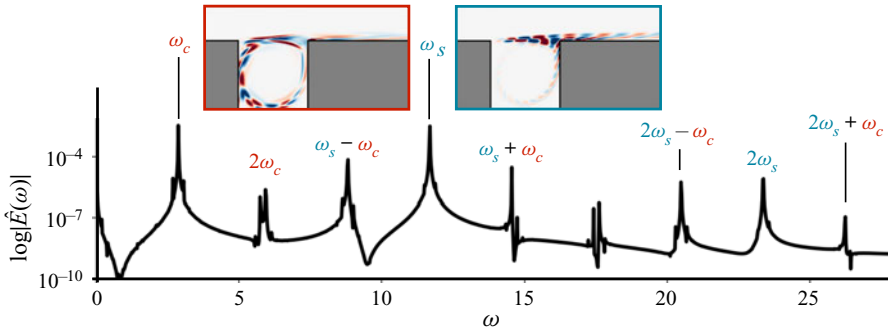 ω_c
ω_s
2ω_c
ω_s − ω_c
ω_s + ω_c
2ω_s − ω_c
2ω_s
2ω_s + ω_c
log|Ê(ω)|
10⁻⁴
10⁻⁷
10⁻¹⁰
0 5 10 15 20 25
ω